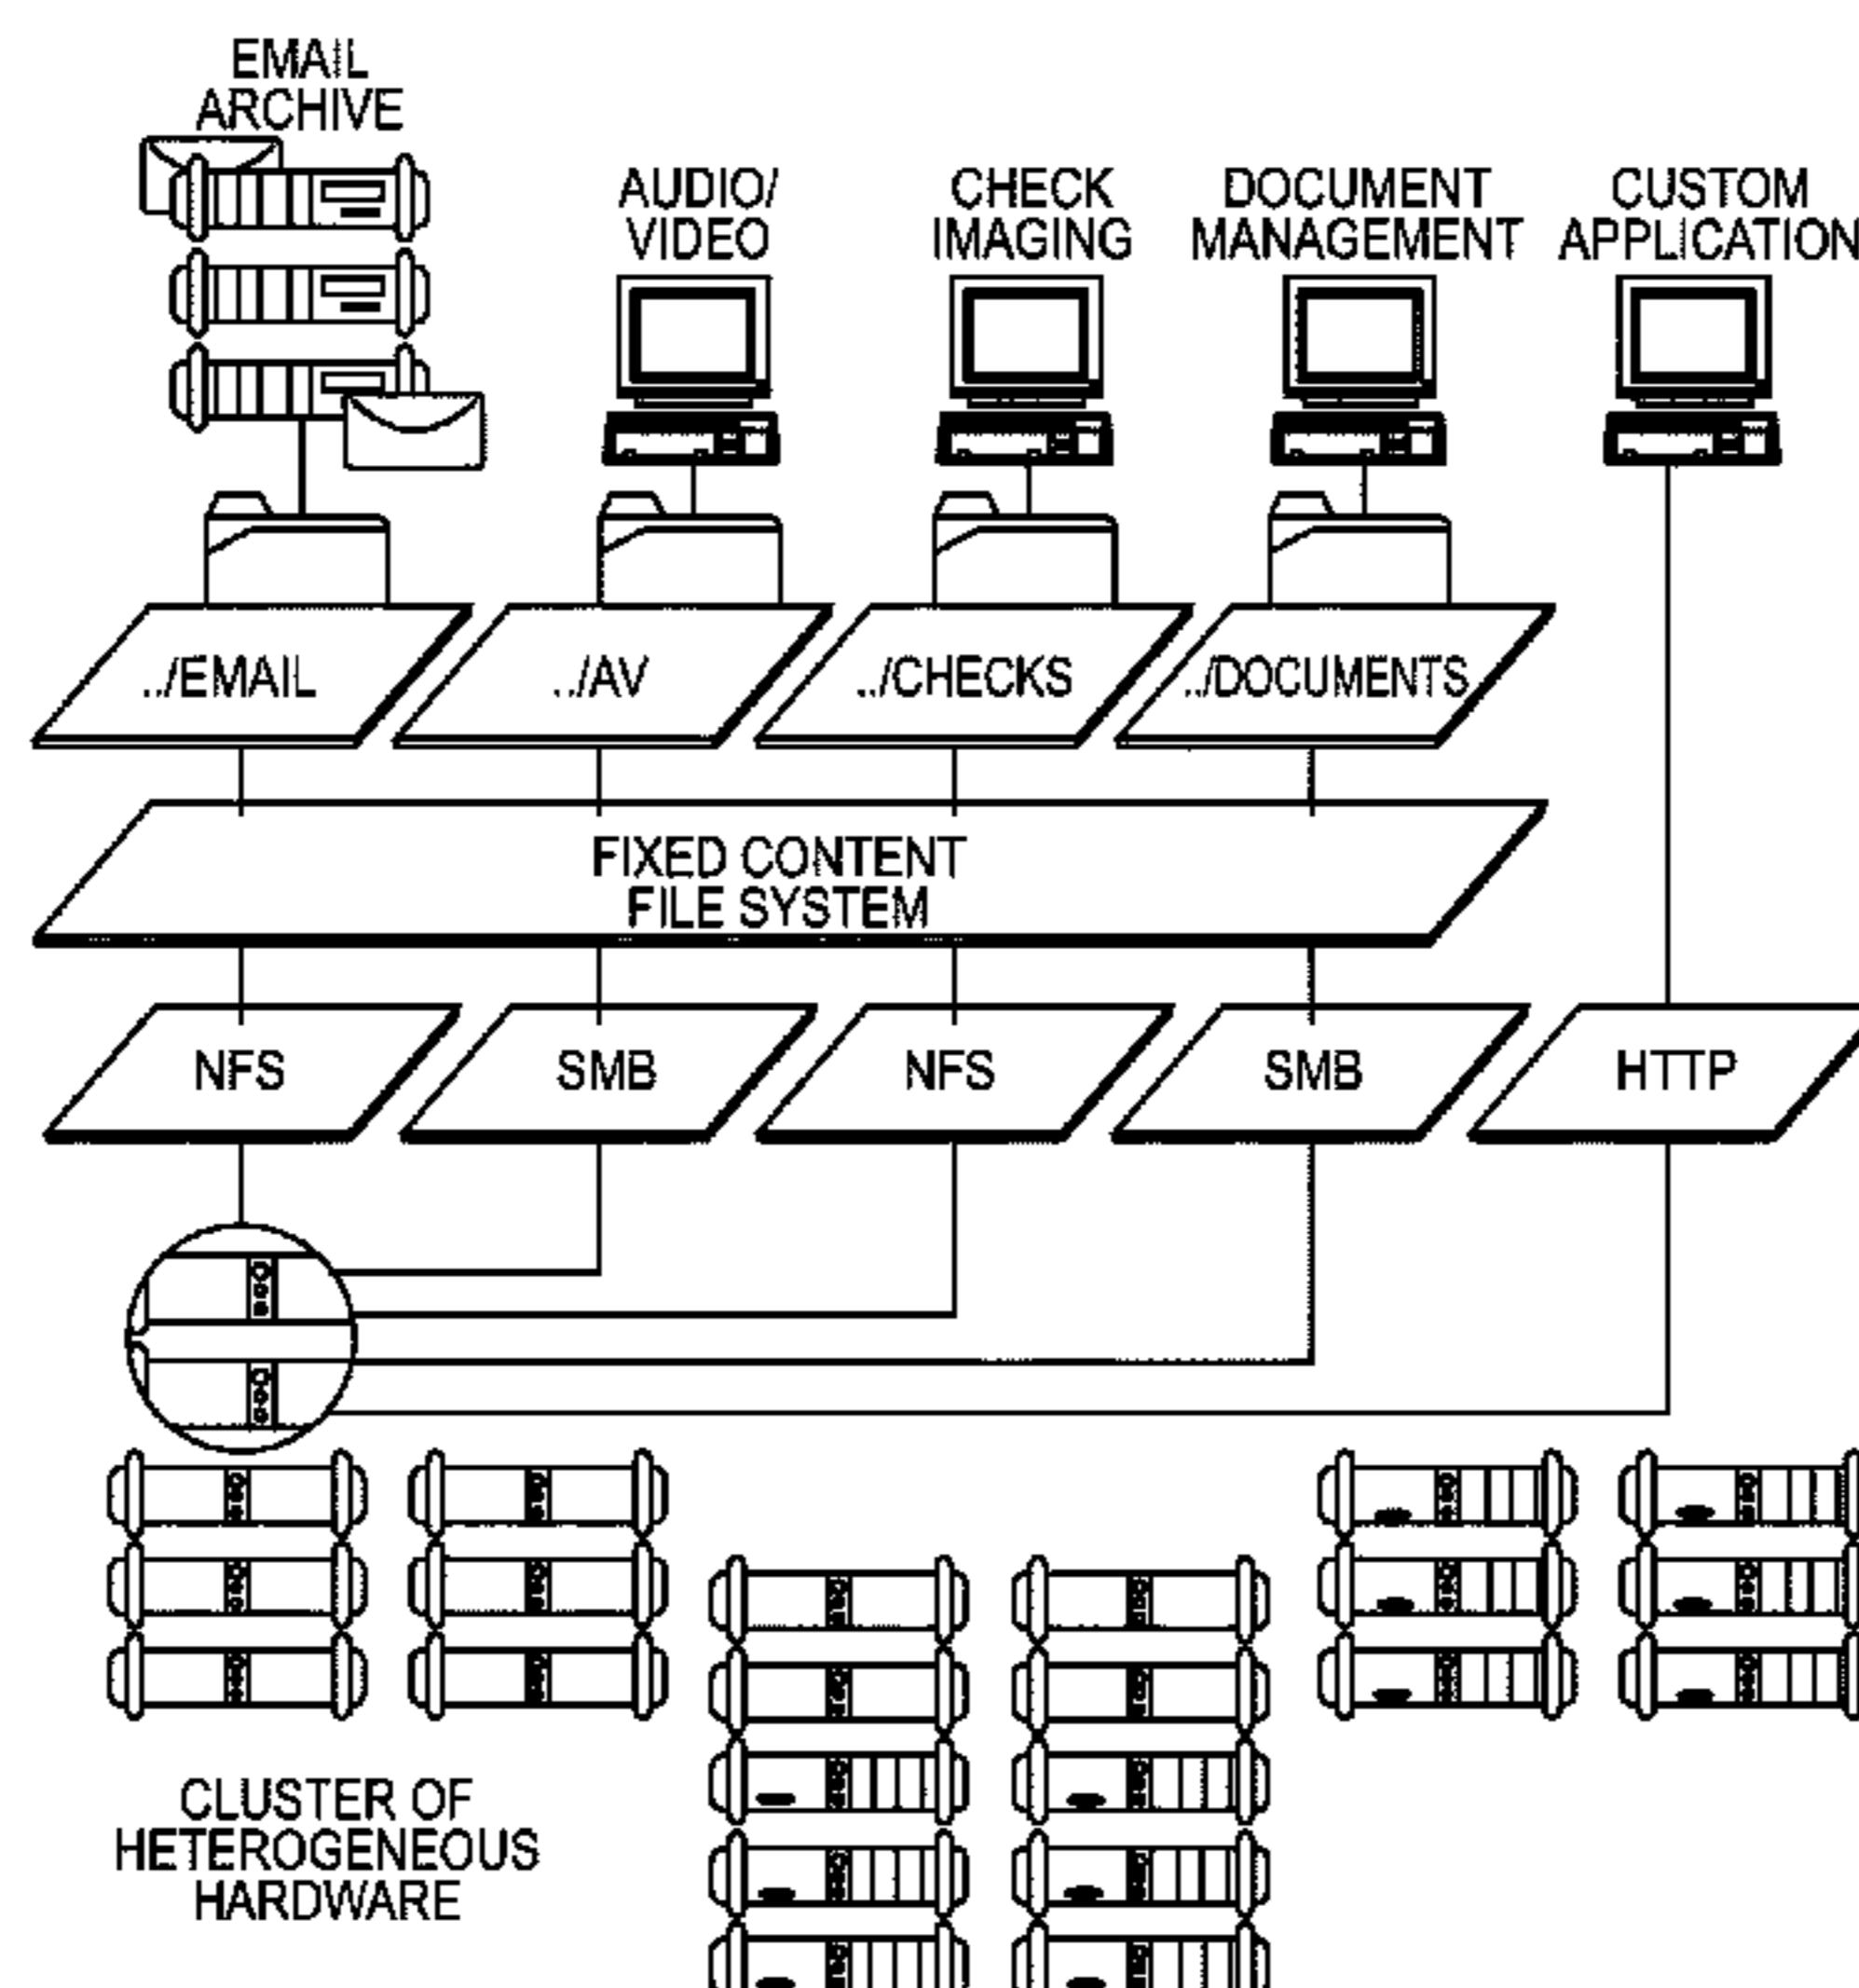 EMAIL
ARCHIVE
AUDIO/
VIDEO
CHECK
IMAGING
DOCUMENT
MANAGEMENT
CUSTOM
APPLICATION
../EMAIL
../AV
../CHECKS
../DOCUMENTS
FIXED CONTENT
FILE SYSTEM
NFS
SMB
NFS
SMB
HTTP
CLUSTER OF
HETEROGENEOUS
HARDWARE